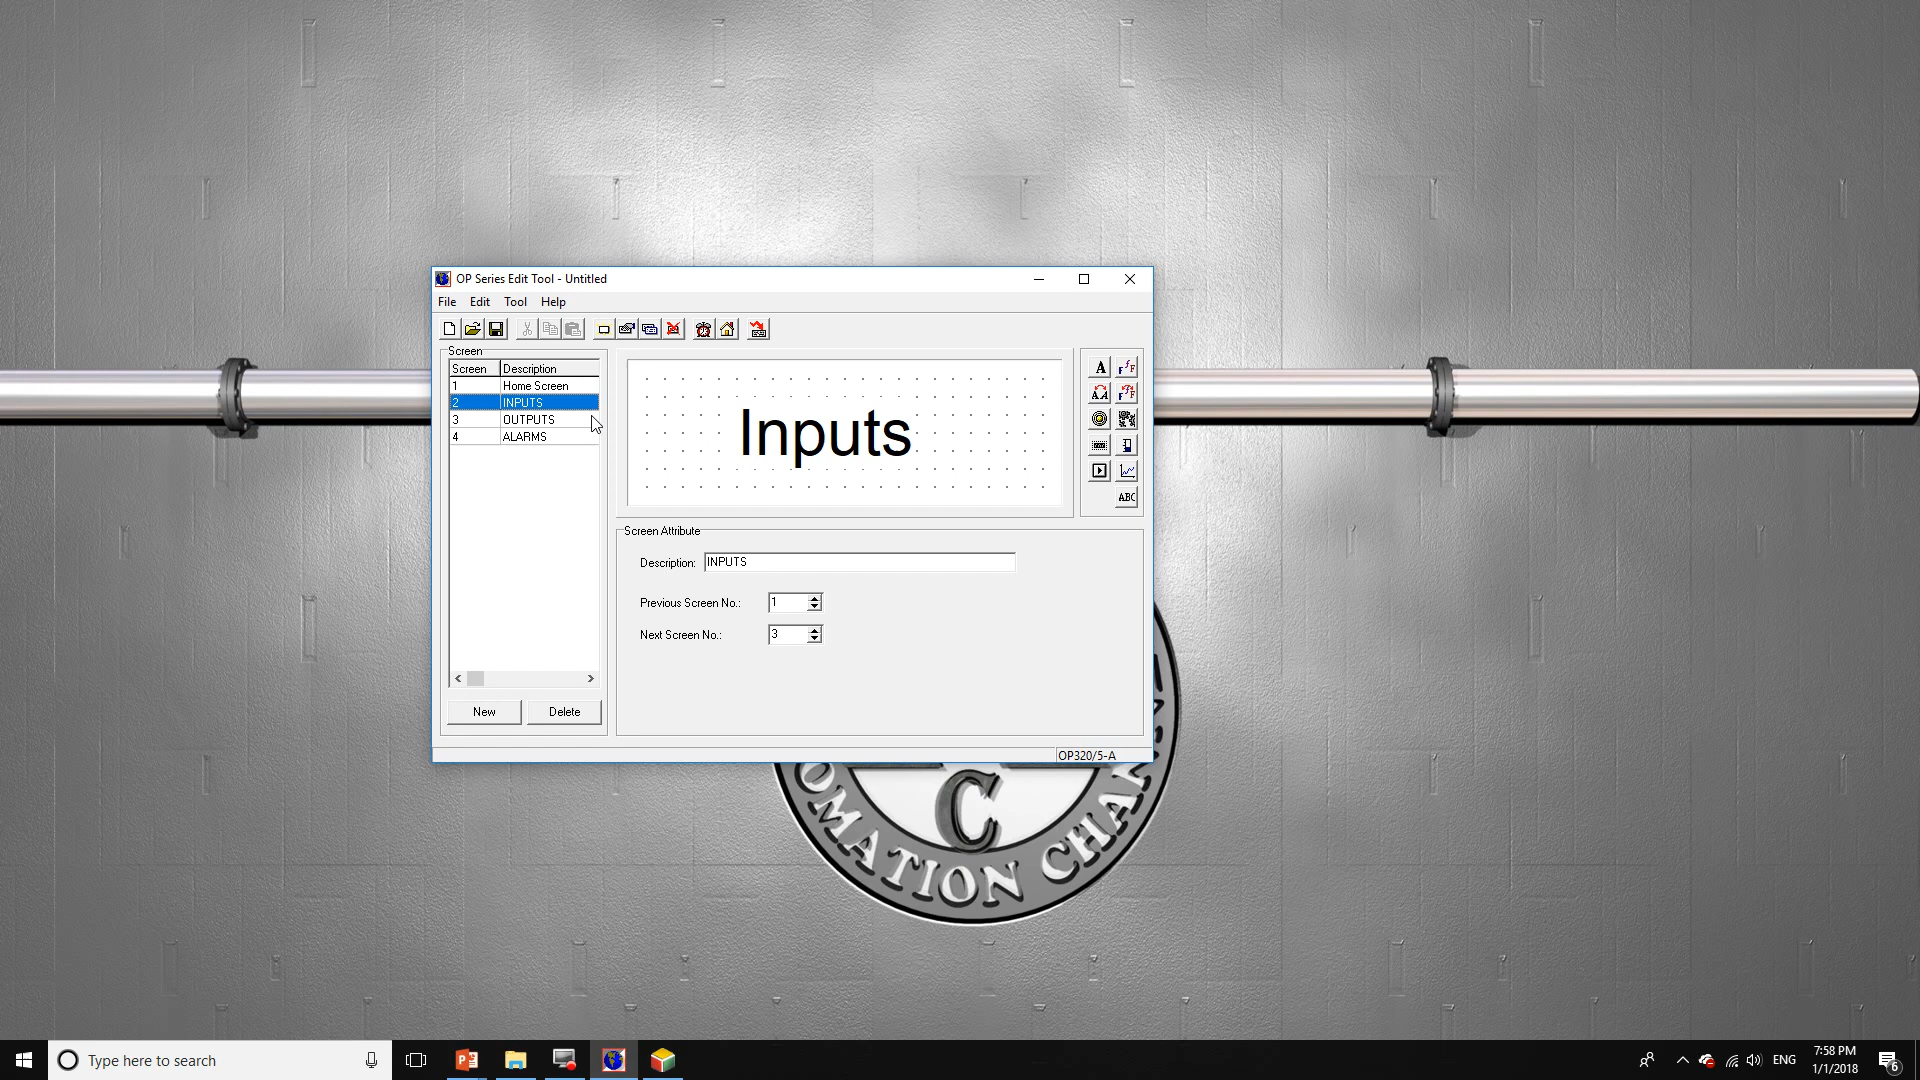 OP Series Edit Tool - Untitled
File Edit Tool Help
Screen
Screen Description
1 Home Screen
2 INPUTS
3 OUTPUTS
4 ALARMS
New Delete
Inputs
A
ABC
Screen Attribute
Description: INPUTS
Previous Screen No.: 1
Next Screen No.: 3
OP320/5-A
C
OMATION CHAN
Type here to search
ENG
7:58 PM
1/1/2018
6